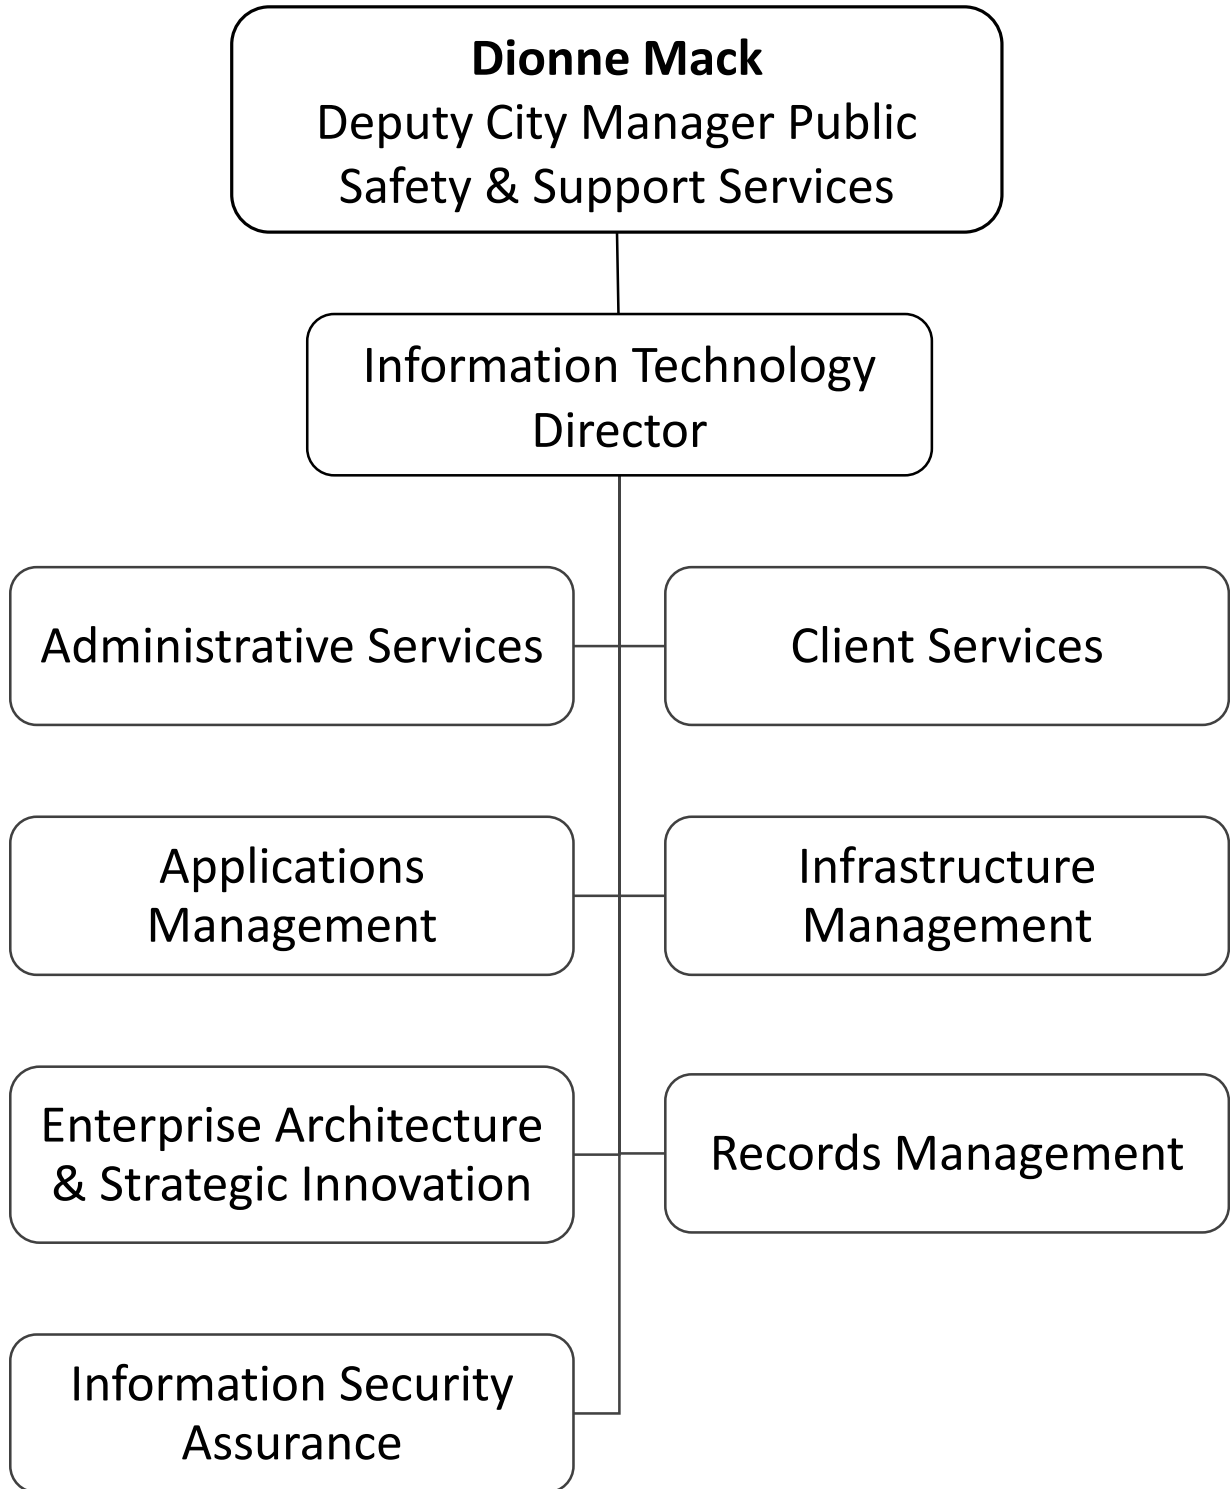 Dionne Mack
Deputy City Manager Public
Safety & Support Services
Information Technology
Director
Administrative Services
Client Services
Applications
Management
Infrastructure
Management
Enterprise Architecture
& Strategic Innovation
Records Management
Information Security
Assurance